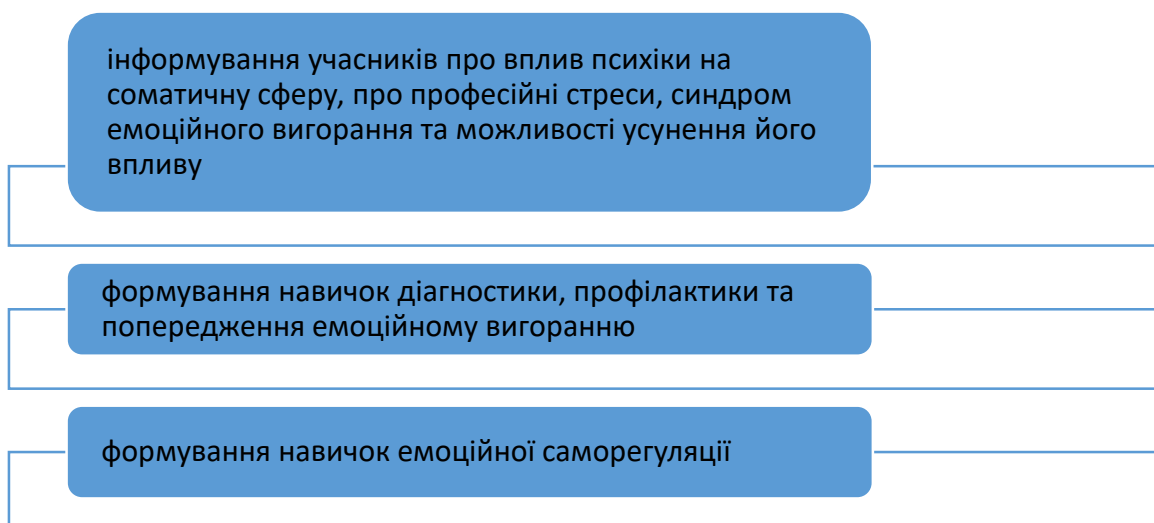 інформування учасників про вплив психіки на
соматичну сферу, про професійні стреси, синдром
емоційного вигорання та можливості усунення його
впливу
формування навичок діагностики, профілактики та
попередження емоційному вигоранню
формування навичок емоційної саморегуляції